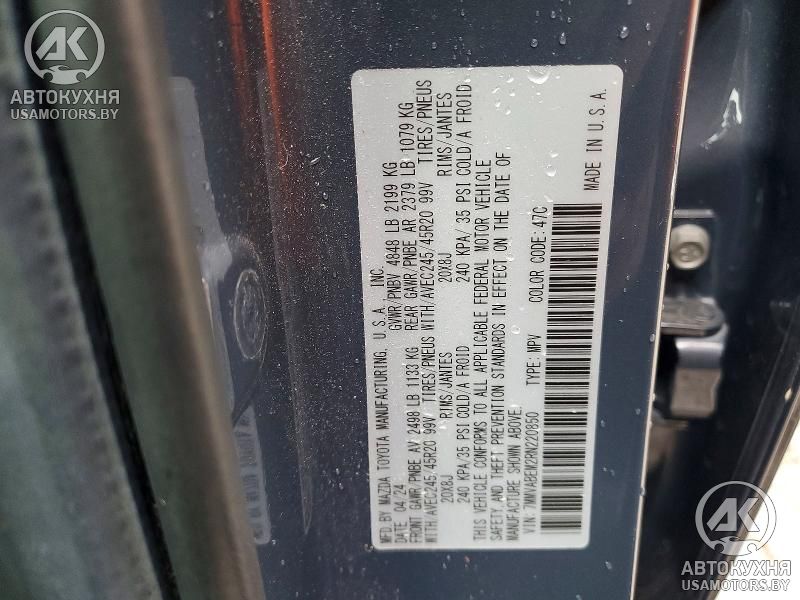 MFD. BY MAZDA TOYOTA MANUFACTURING, U.S.A. INC.
DATE 04/24 GVWR/PNBV 4848 LB 2199 KG
FRONT GAWR/PNBE AV 2498 LB 1133 KG REAR GAWR/PNBE AR 2379 LB 1079 KG
WITH/AVEC245/45R20 99V TIRES/PNEUS WITH/AVEC245/45R20 99V TIRES/PNEUS
20X8J RIMS/JANTES 20X8J RIMS/JANTES
240 KPA/35 PSI COLD/A FROID 240 KPA/ 35 PSI COLD/A FROID
THIS VEHICLE CONFORMS TO ALL APPLICABLE FEDERAL MOTOR VEHICLE
SAFETY, AND THEFT PREVENTION STANDARDS IN EFFECT ON THE DATE OF
MANUFACTURE SHOWN ABOVE.
VIN: 7MMVABEM2RN220850 TYPE: MPV COLOR CODE: 47C
MADE IN U.S.A.
АК
АВТОКУХНЯ
USAMOTORS.BY
АК
АВТОКУХНЯ
USAMOTORS.BY